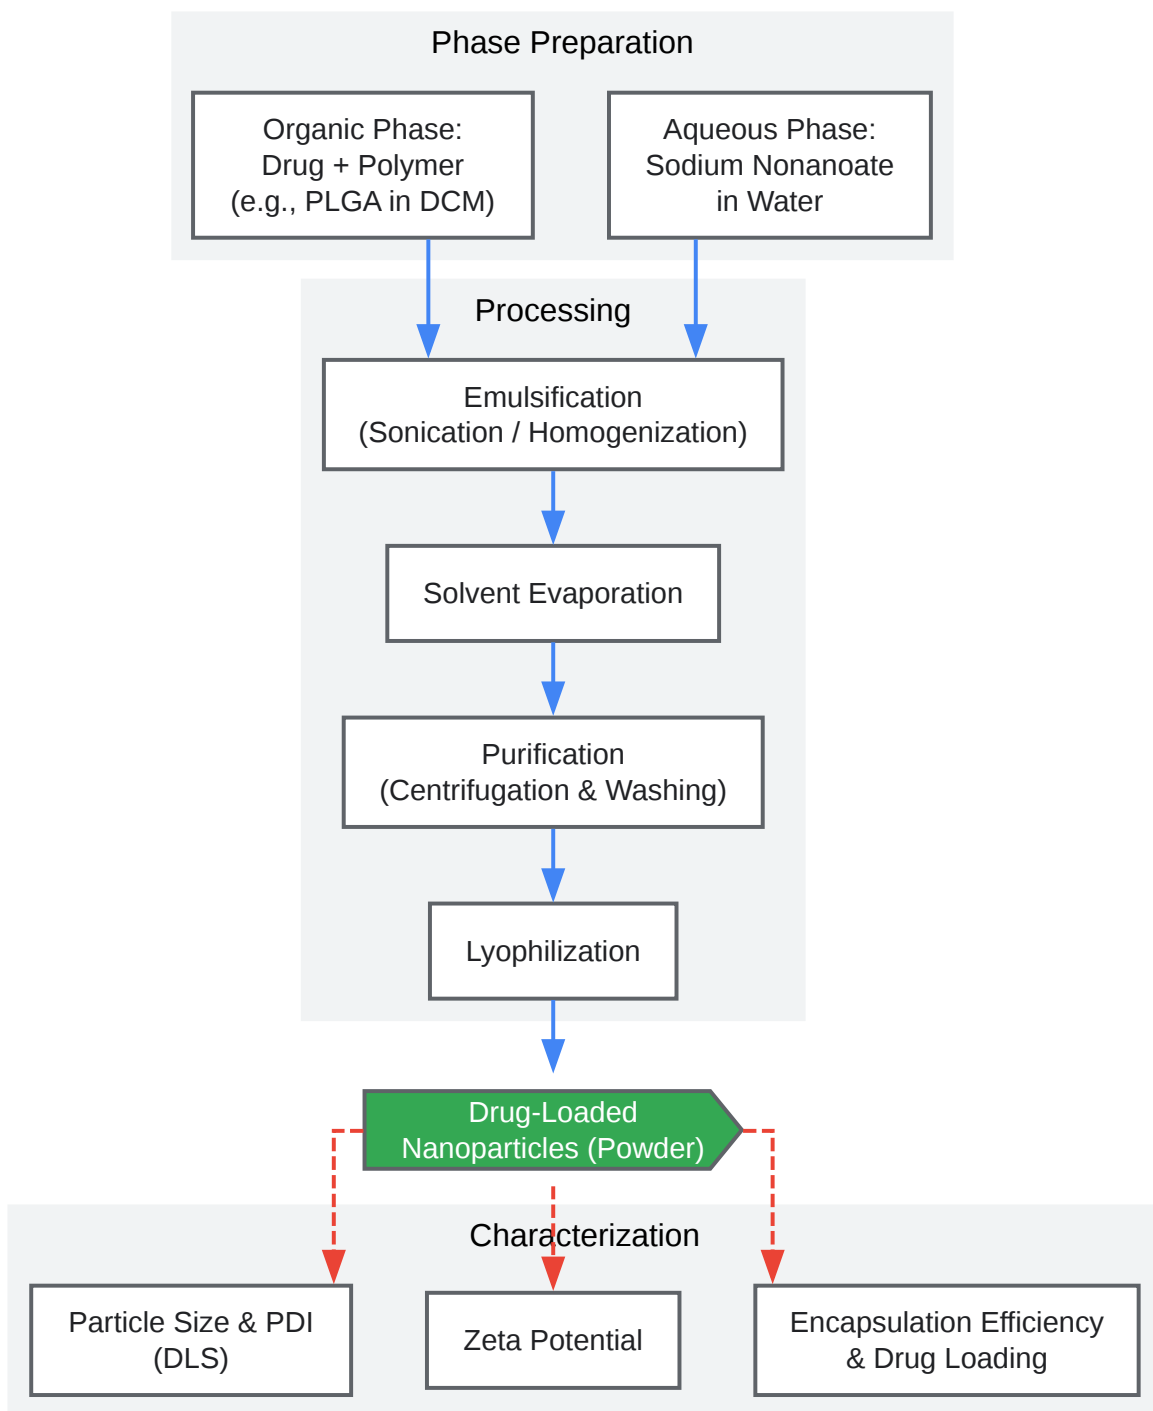 Phase Preparation
Organic Phase:
Drug + Polymer
(e.g., PLGA in DCM)
Aqueous Phase:
Sodium Nonanoate
in Water
Processing
Emulsification
(Sonication / Homogenization)
Solvent Evaporation
Purification
(Centrifugation & Washing)
Lyophilization
Drug-Loaded
Nanoparticles (Powder)
Characterization
Particle Size & PDI
(DLS)
Zeta Potential
Encapsulation Efficiency
& Drug Loading